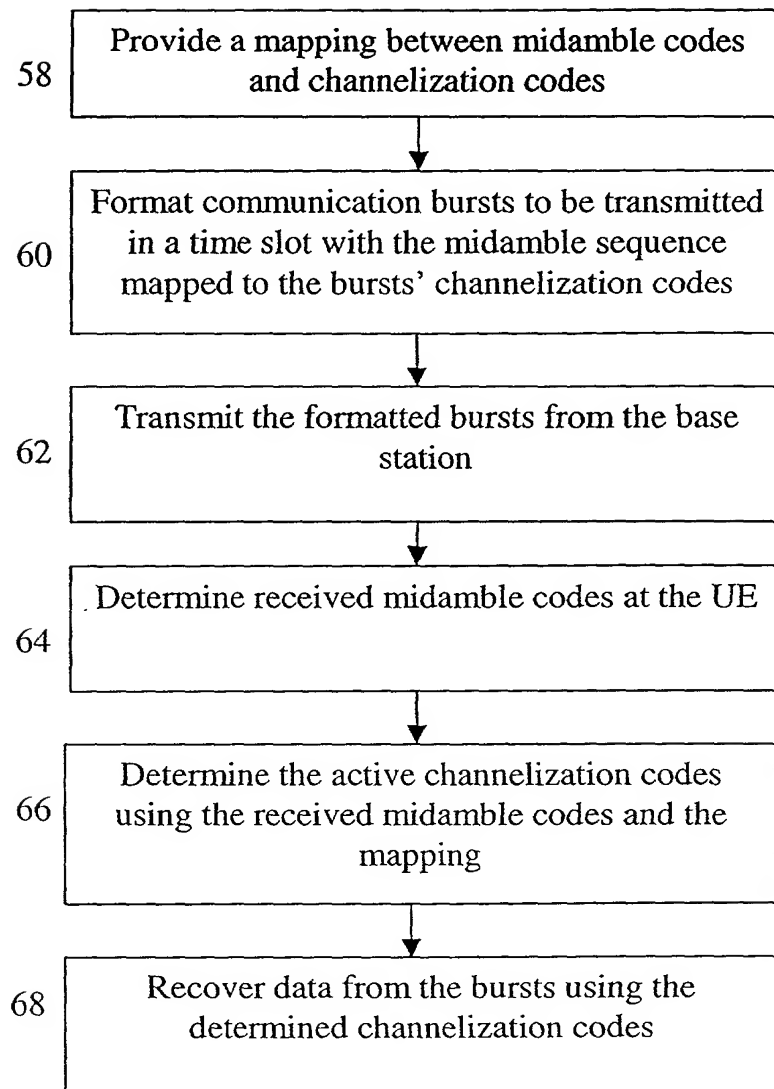 58
Provide a mapping between midamble codes
and channelization codes
60
Format communication bursts to be transmitted
in a time slot with the midamble sequence
mapped to the bursts’ channelization codes
62
Transmit the formatted bursts from the base
station
64
Determine received midamble codes at the UE
66
Determine the active channelization codes
using the received midamble codes and the
mapping
68
Recover data from the bursts using the
determined channelization codes